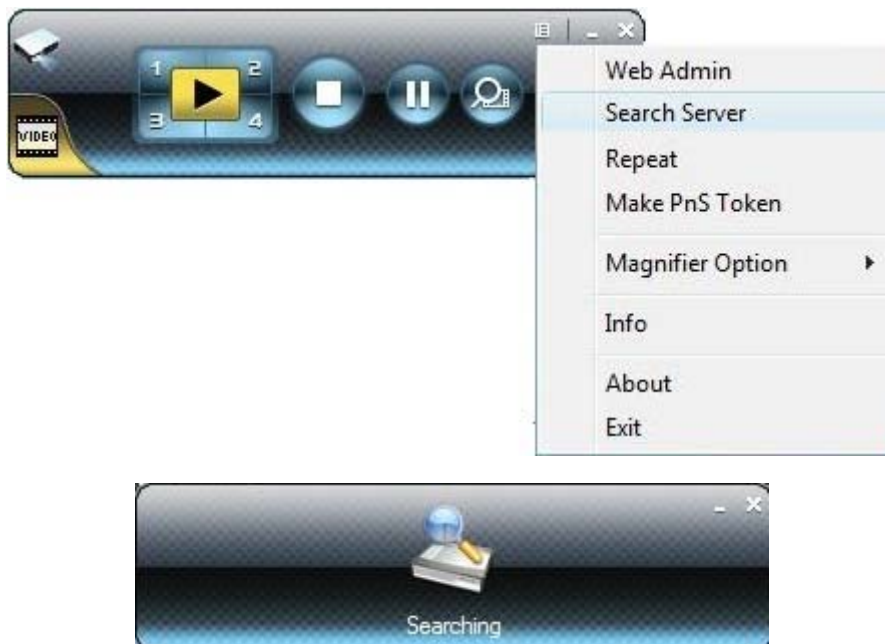 1 2
3 4
VIDEO
Web Admin
Search Server
Repeat
Make PnS Token
Magnifier Option
Info
About
Exit
Searching